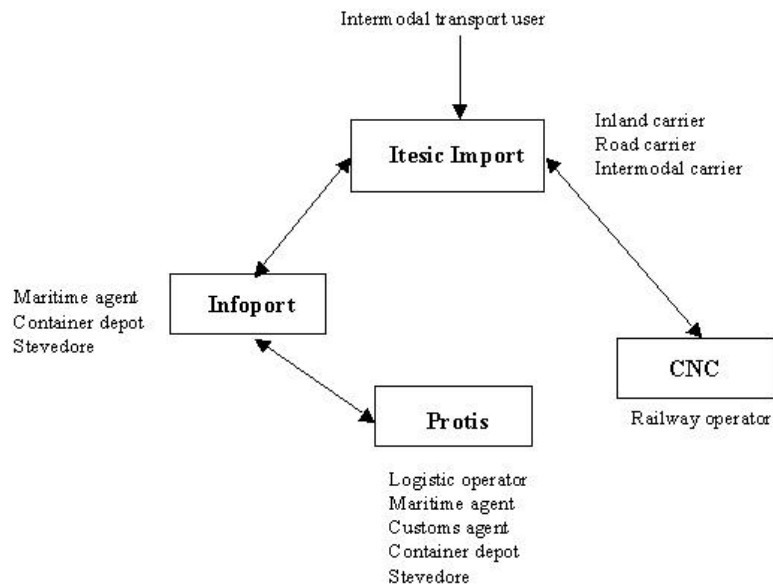 Intermodal transport user
Itesic Import
Inland carrier
Road carrier
Intermodal carrier
Infoport
Maritime agent
Container depot
Stevedore
CNC
Railway operator
Protis
Logistic operator
Maritime agent
Customs agent
Container depot
Stevedore